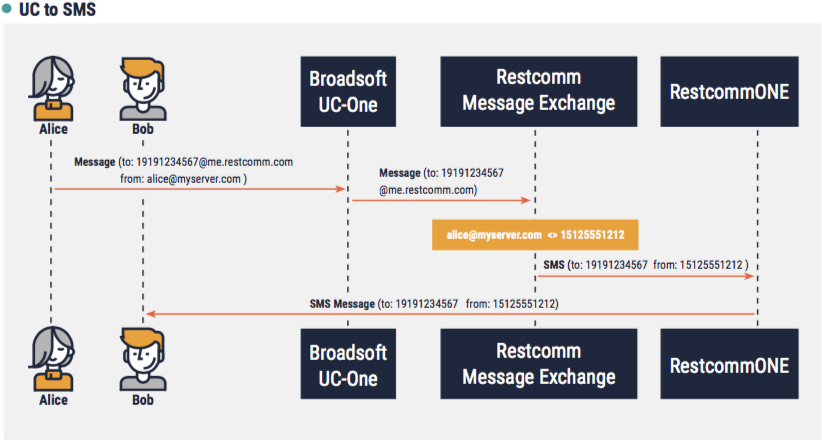 UC to SMS
Broadsoft
UC-One
Restcomm
Message Exchange
RestcommONE
Alice
Bob
Message (to: 19191234567@me.restcomm.com
from: alice@myserver.com )
Message (to: 19191234567
@me.restcomm.com)
alice@myserver.com <> 15125551212
SMS (to: 19191234567 from: 15125551212 )
SMS Message (to: 19191234567 from: 15125551212)
Broadsoft
UC-One
Restcomm
Message Exchange
RestcommONE
Alice
Bob